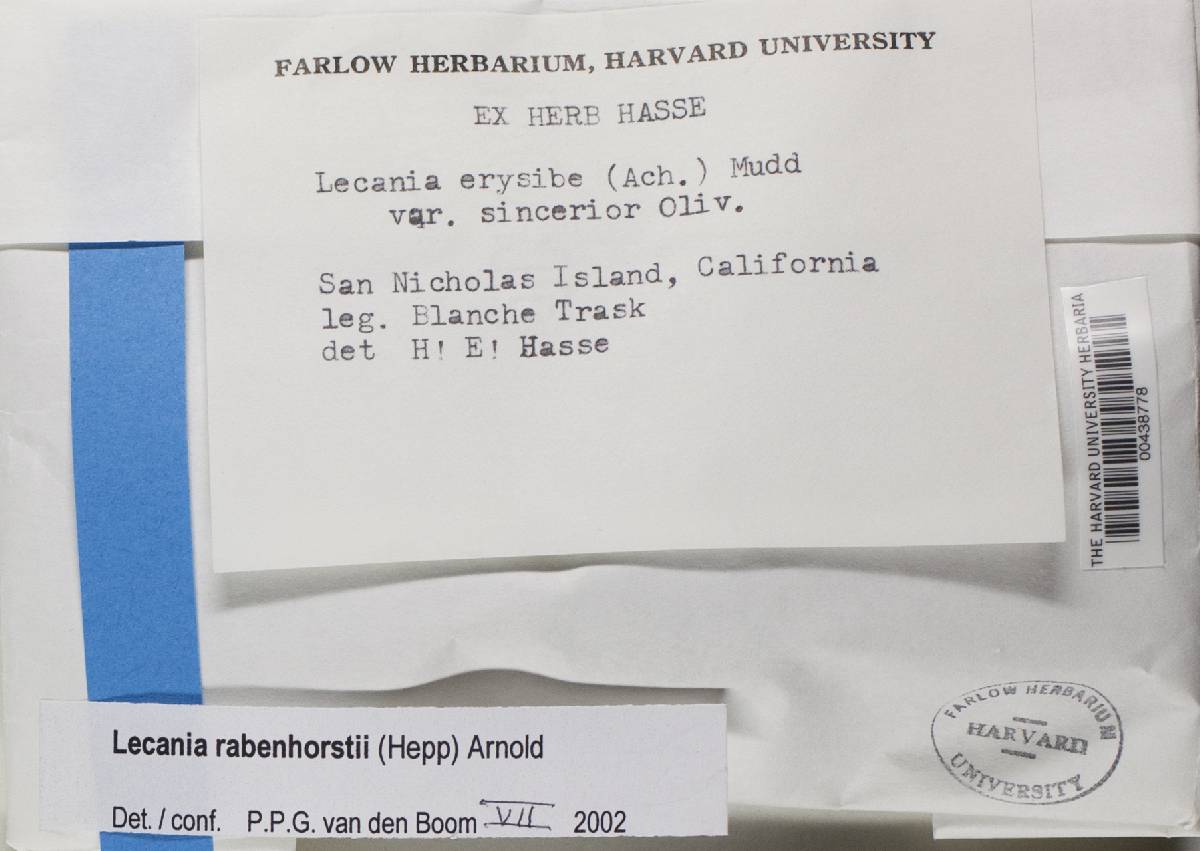 FARLOW HERBARIUM, HARVARD UNIVERSITY
EX HERB HASSE
Lecania erysibe (Ach.) Mudd
var. sincerior Oliv.
San Nicholas Island, California
leg. Blanche Trask
det H! E! Hasse
THE HARVARD UNIVERSITY HERBARIA
00438778
Lecania rabenhorstii (Hepp) Arnold
Det. / conf. P.P.G. van den Boom VII 2002
FARLOW HERBARIUM
HARVARD
UNIVERSITY